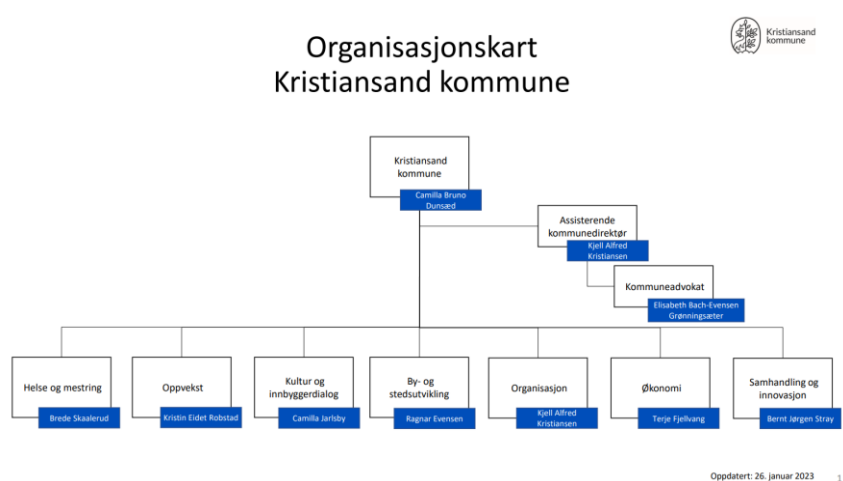 Organisasjonskart
Kristiansand kommune
Kristiansand
kommune
Kristiansand
kommune
Camilla Bruno
Dunsæd
Assisterende
kommunedirektør
Kjell Alfred
Kristiansen
Kommuneadvokat
Elisabeth Bach-Evensen
Grønningsæter
Helse og mestring
Brede Skaalerud
Oppvekst
Kristin Eidet Robstad
Kultur og
innbyggerdialog
Camilla Jarlsby
By- og
stedsutvikling
Ragnar Evensen
Organisasjon
Kjell Alfred
Kristiansen
Økonomi
Terje Fjellvang
Samhandling og
innovasjon
Bernt Jørgen Stray
Oppdatert: 26. januar 2023
1